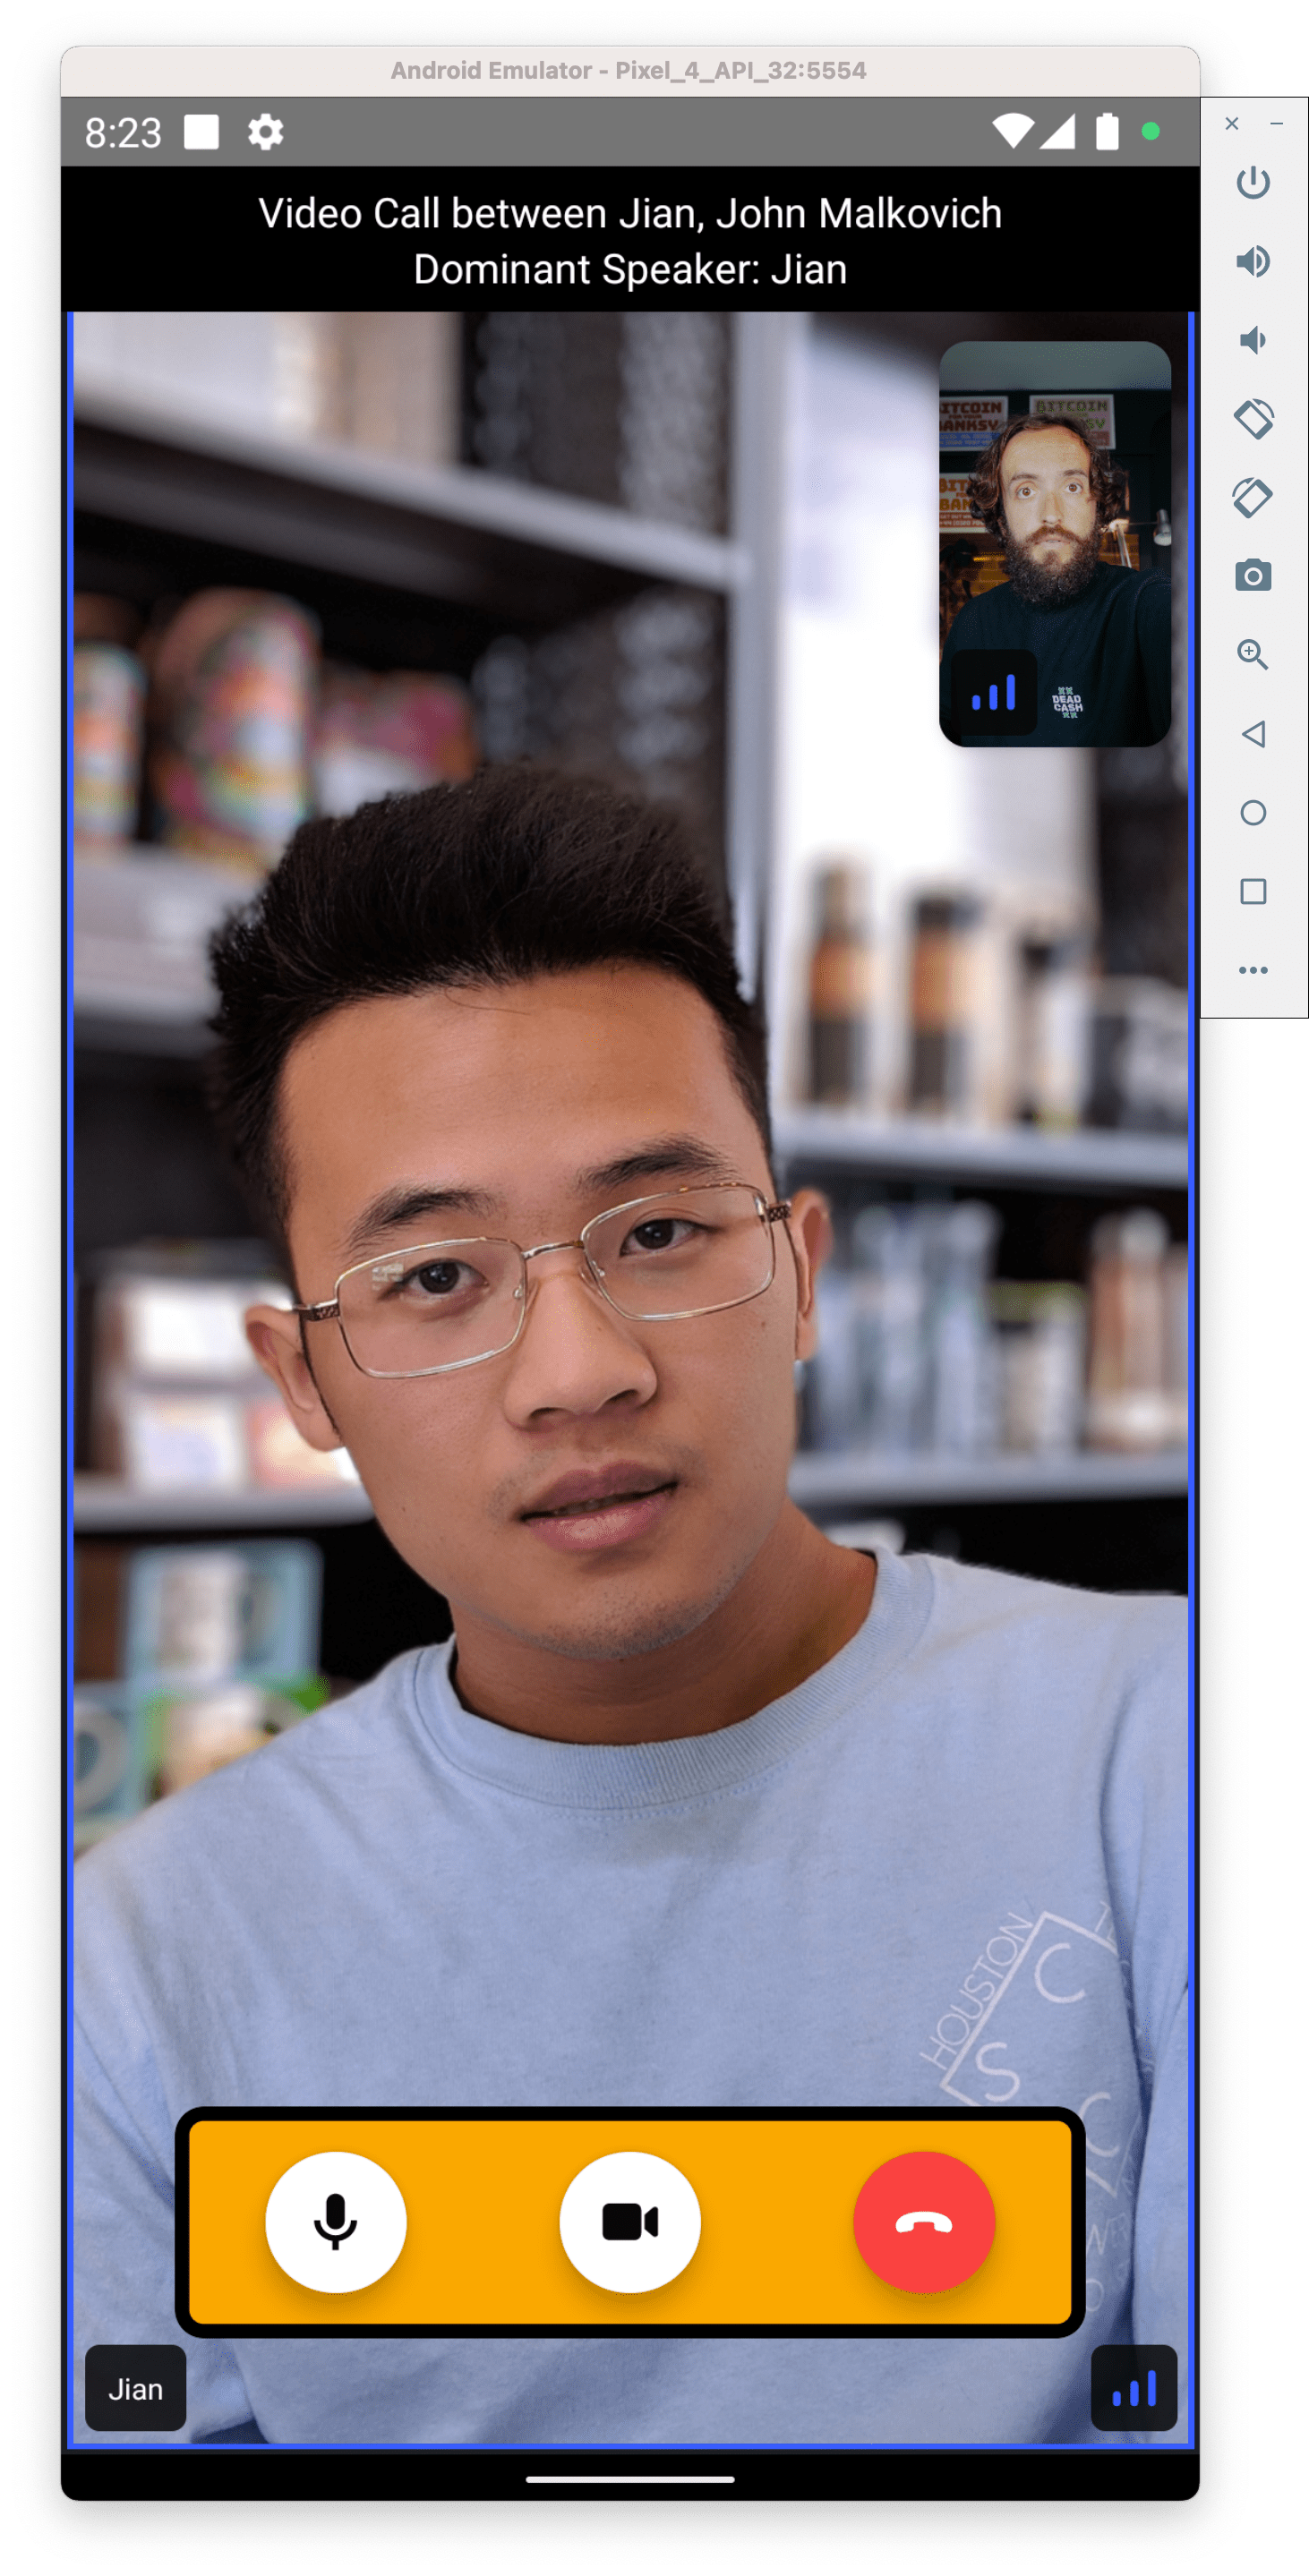 Android Emulator - Pixel_4_API_32:5554
8:23
Video Call between Jian, John Malkovich
Dominant Speaker: Jian
BITCOIN
BANKSY
BITCOIN
DEAD
CASH
HOUSTON
C
S
C
Jian